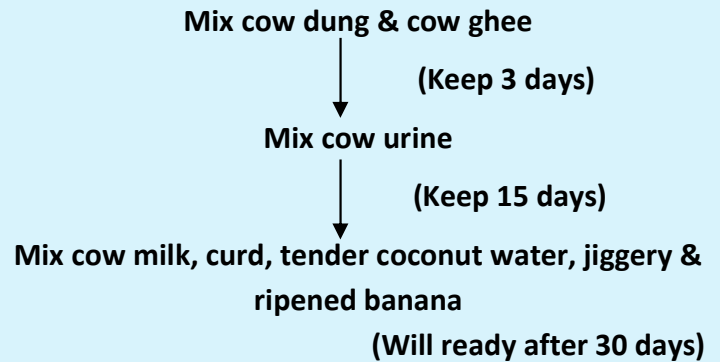 Mix cow dung & cow ghee
(Keep 3 days)
Mix cow urine
(Keep 15 days)
Mix cow milk, curd, tender coconut water, jiggery &
ripened banana
(Will ready after 30 days)